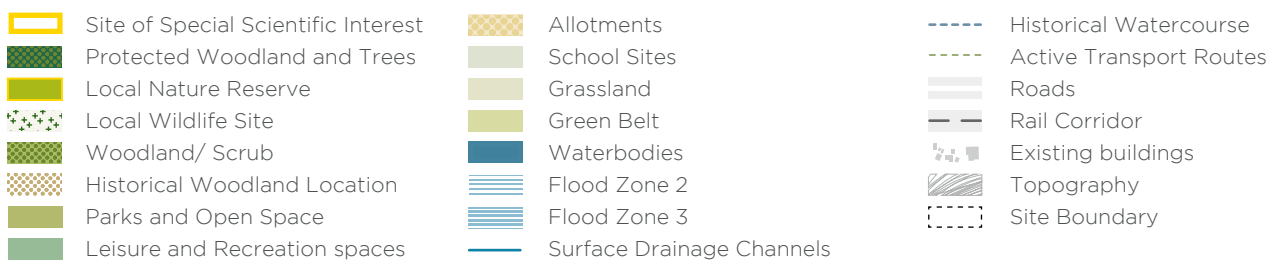 Site of Special Scientific Interest
Protected Woodland and Trees
Local Nature Reserve
Local Wildlife Site
Woodland/ Scrub
Historical Woodland Location
Parks and Open Space
Leisure and Recreation spaces
Allotments
School Sites
Grassland
Green Belt
Waterbodies
Flood Zone 2
Flood Zone 3
Surface Drainage Channels
Historical Watercourse
Active Transport Routes
Roads
Rail Corridor
Existing buildings
Topography
Site Boundary